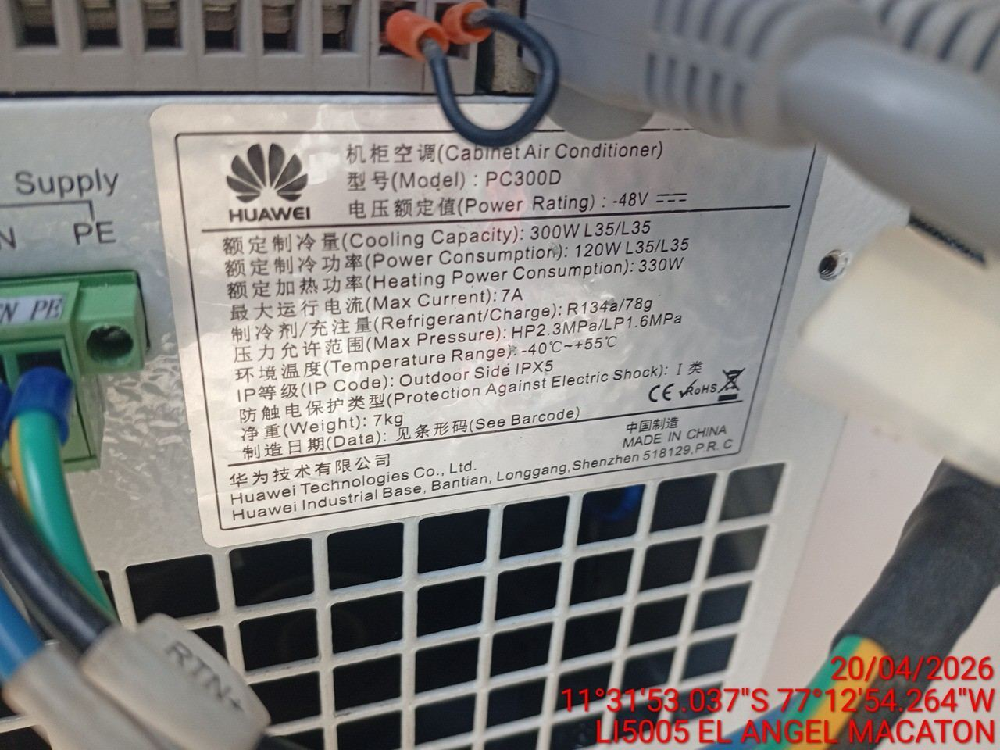 Supply
N PE
N PE
HUAWEI
机柜空调(Cabinet Air Conditioner)
型号(Model) : PC300D
电压额定值(Power Rating) : -48V
额定制冷量(Cooling Capacity): 300W L35/L35
额定制冷功率(Power Consumption): 120W L35/L35
额定加热功率(Heating Power Consumption): 330W
最大运行电流(Max Current): 7A
制冷剂/充注量(Refrigerant/Charge): R134a/78g
压力允许范围(Max Pressure): HP2.3MPa/LP1.6MPa
环境温度(Temperature Range): -40℃~+55℃
IP等级(IP Code): Outdoor Side IPX5
防触电保护类型(Protection Against Electric Shock): I 类
净重(Weight): 7kg
制造日期(Data): 见条形码(See Barcode)
CE RoHS
中国制造
MADE IN CHINA
华为技术有限公司
Huawei Technologies Co., Ltd.
Huawei Industrial Base, Bantian, Longgang, Shenzhen 518129, P.R. C
RTN+
20/04/2026
11°31'53.037"S 77°12'54.264"W
LI5005 EL ANGEL MACATON